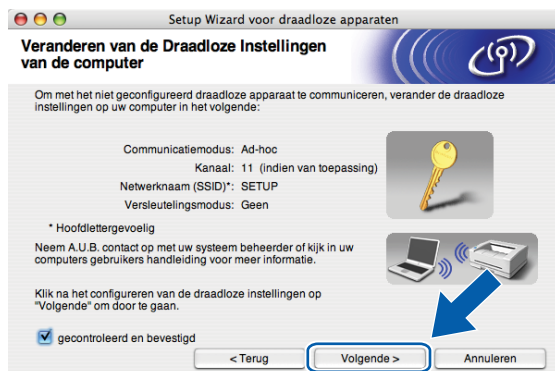 Setup Wizard voor draadloze apparaten
Veranderen van de Draadloze Instellingen
van de computer
Om met het niet geconfigureerd draadloze apparaat te communiceren, verander de draadloze
instellingen op uw computer in het volgende:
Communicatiemodus: Ad-hoc
Kanaal: 11 (indien van toepassing)
Netwerknaam (SSID)*: SETUP
Versleutelingsmodus: Geen
* Hoofdlettergevoelig
Neem A.U.B. contact op met uw systeem beheerder of kijk in uw
computers gebruikers handleiding voor meer informatie.
Klik na het configureren van de draadloze instellingen op
"Volgende" om door te gaan.
gecontroleerd en bevestigd
< Terug
Volgende >
Annuleren